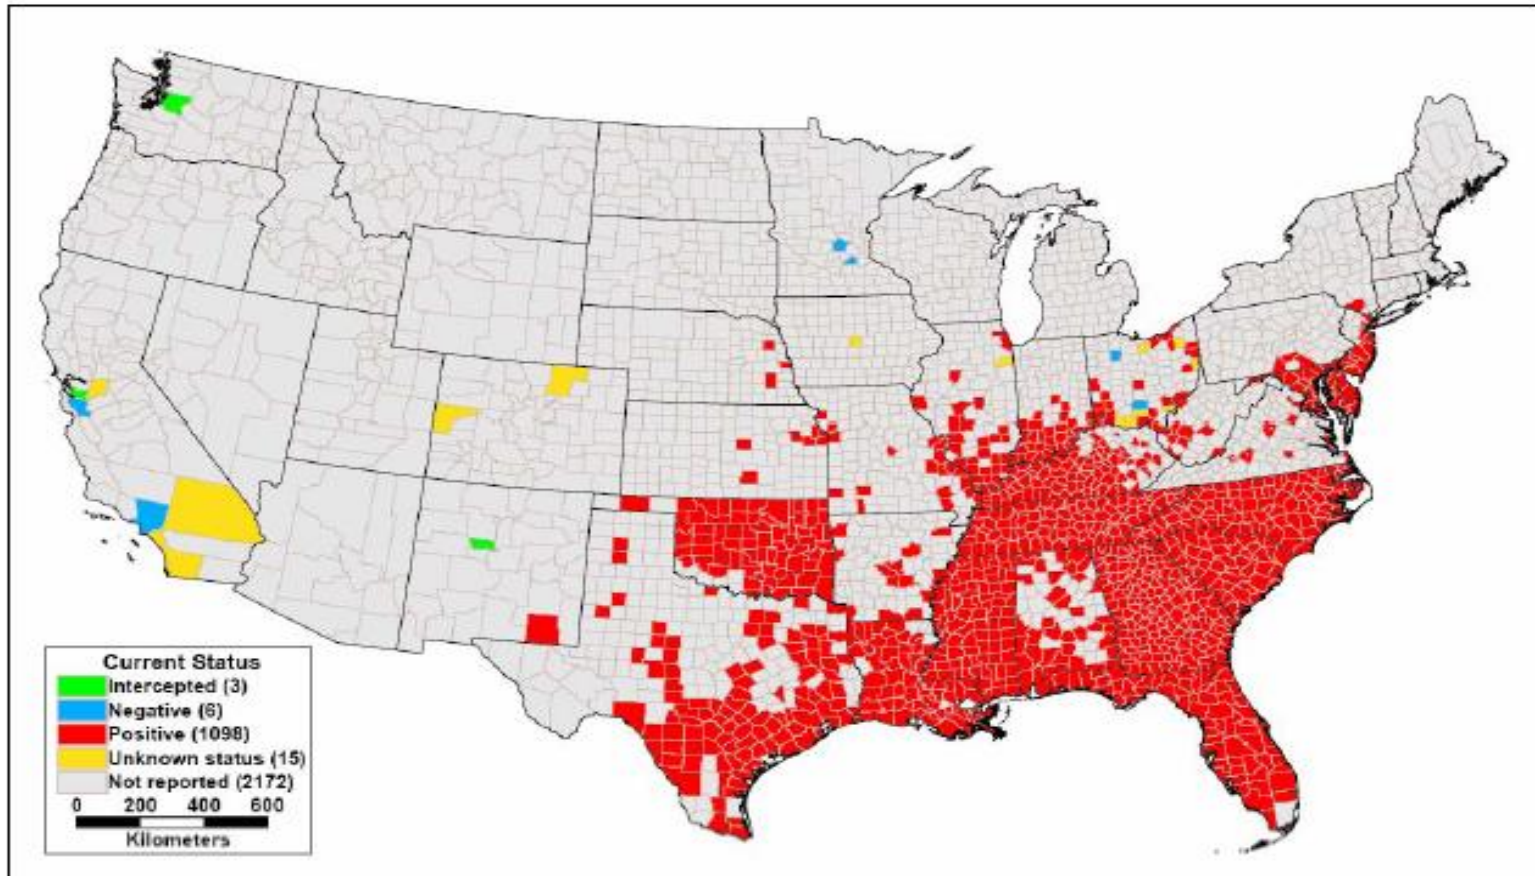 Current Status
Intercepted (3)
Negative (6)
Positive (1098)
Unknown status (15)
Not reported (2172)
0 200 400 600
Kilometers